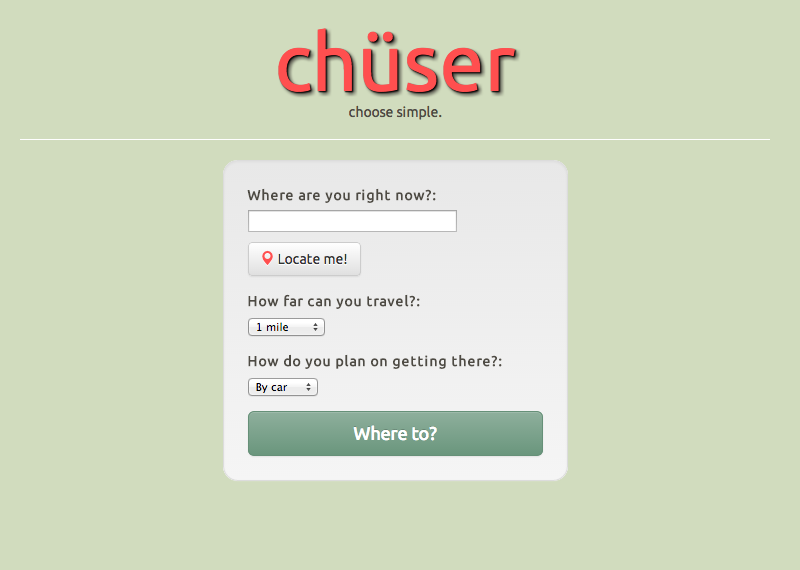 chüser
choose simple.
Where are you right now?:
Locate me!
How far can you travel?:
1 mile
How do you plan on getting there?:
By car
Where to?